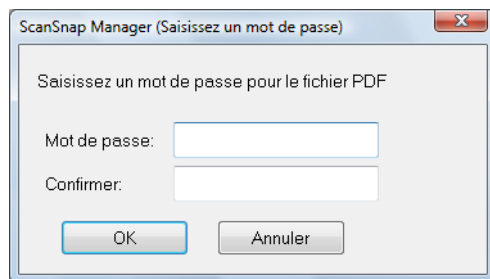 ScanSnap Manager (Saisissez un mot de passe)
Saisissez un mot de passe pour le fichier PDF
Mot de passe:
Confirmer:
OK Annuler